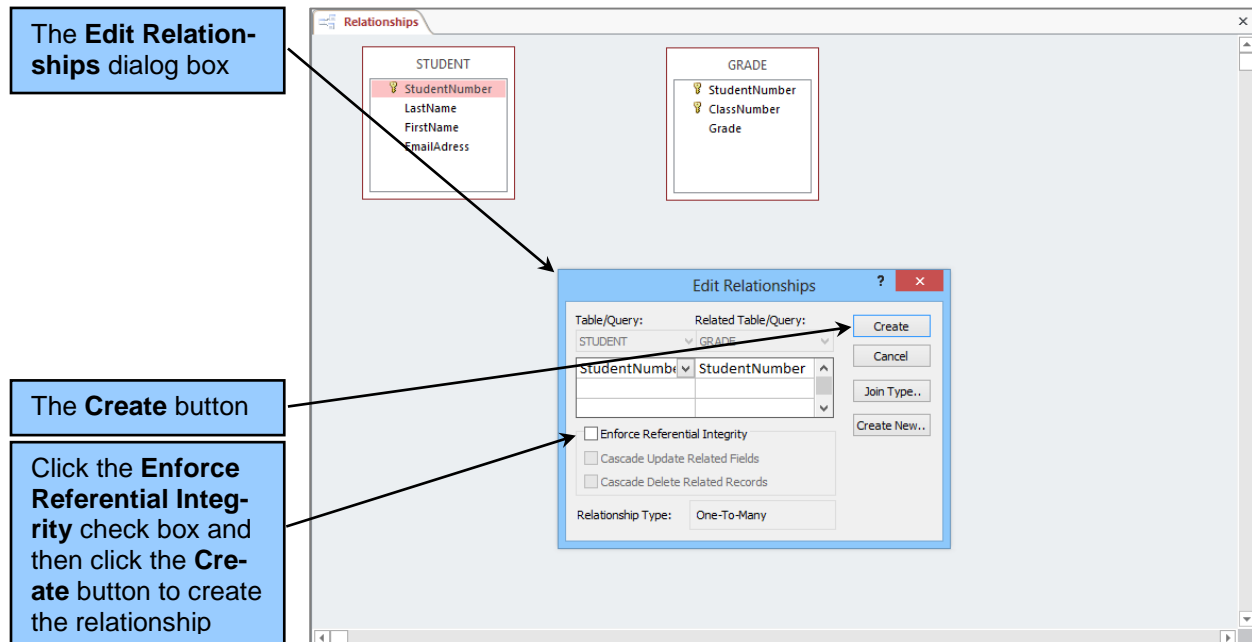 The Edit Relation-
ships dialog box
The Create button
Click the Enforce
Referential Integ-
rity check box and
then click the Cre-
ate button to create
the relationship
Relationships
STUDENT
StudentNumber
LastName
FirstName
EmailAdress
GRADE
StudentNumber
ClassNumber
Grade
Edit Relationships ?
Table/Query: Related Table/Query:
STUDENT GRADE
StudentNumbe StudentNumber
Enforce Referential Integrity
Cascade Update Related Fields
Cascade Delete Related Records
Relationship Type: One-To-Many
Create
Cancel
Join Type..
Create New..